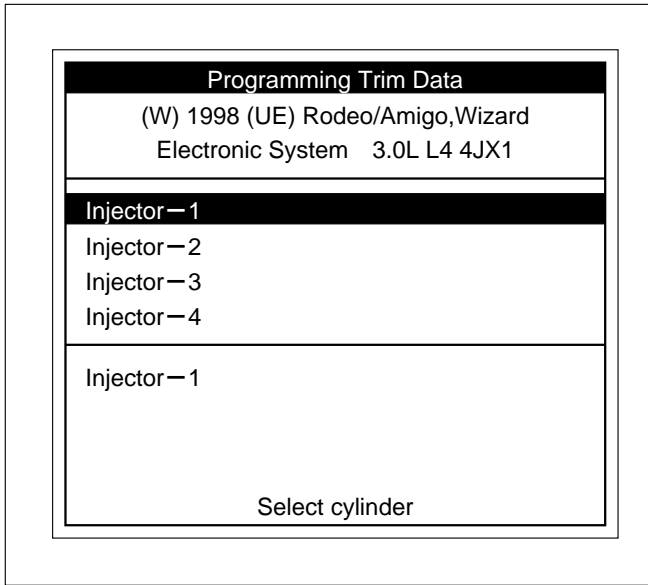 Programming Trim Data
(W) 1998 (UE) Rodeo/Amigo,Wizard
Electronic System 3.0L L4 4JX1
Injector－1
Injector－2
Injector－3
Injector－4
Injector－1
Select cylinder